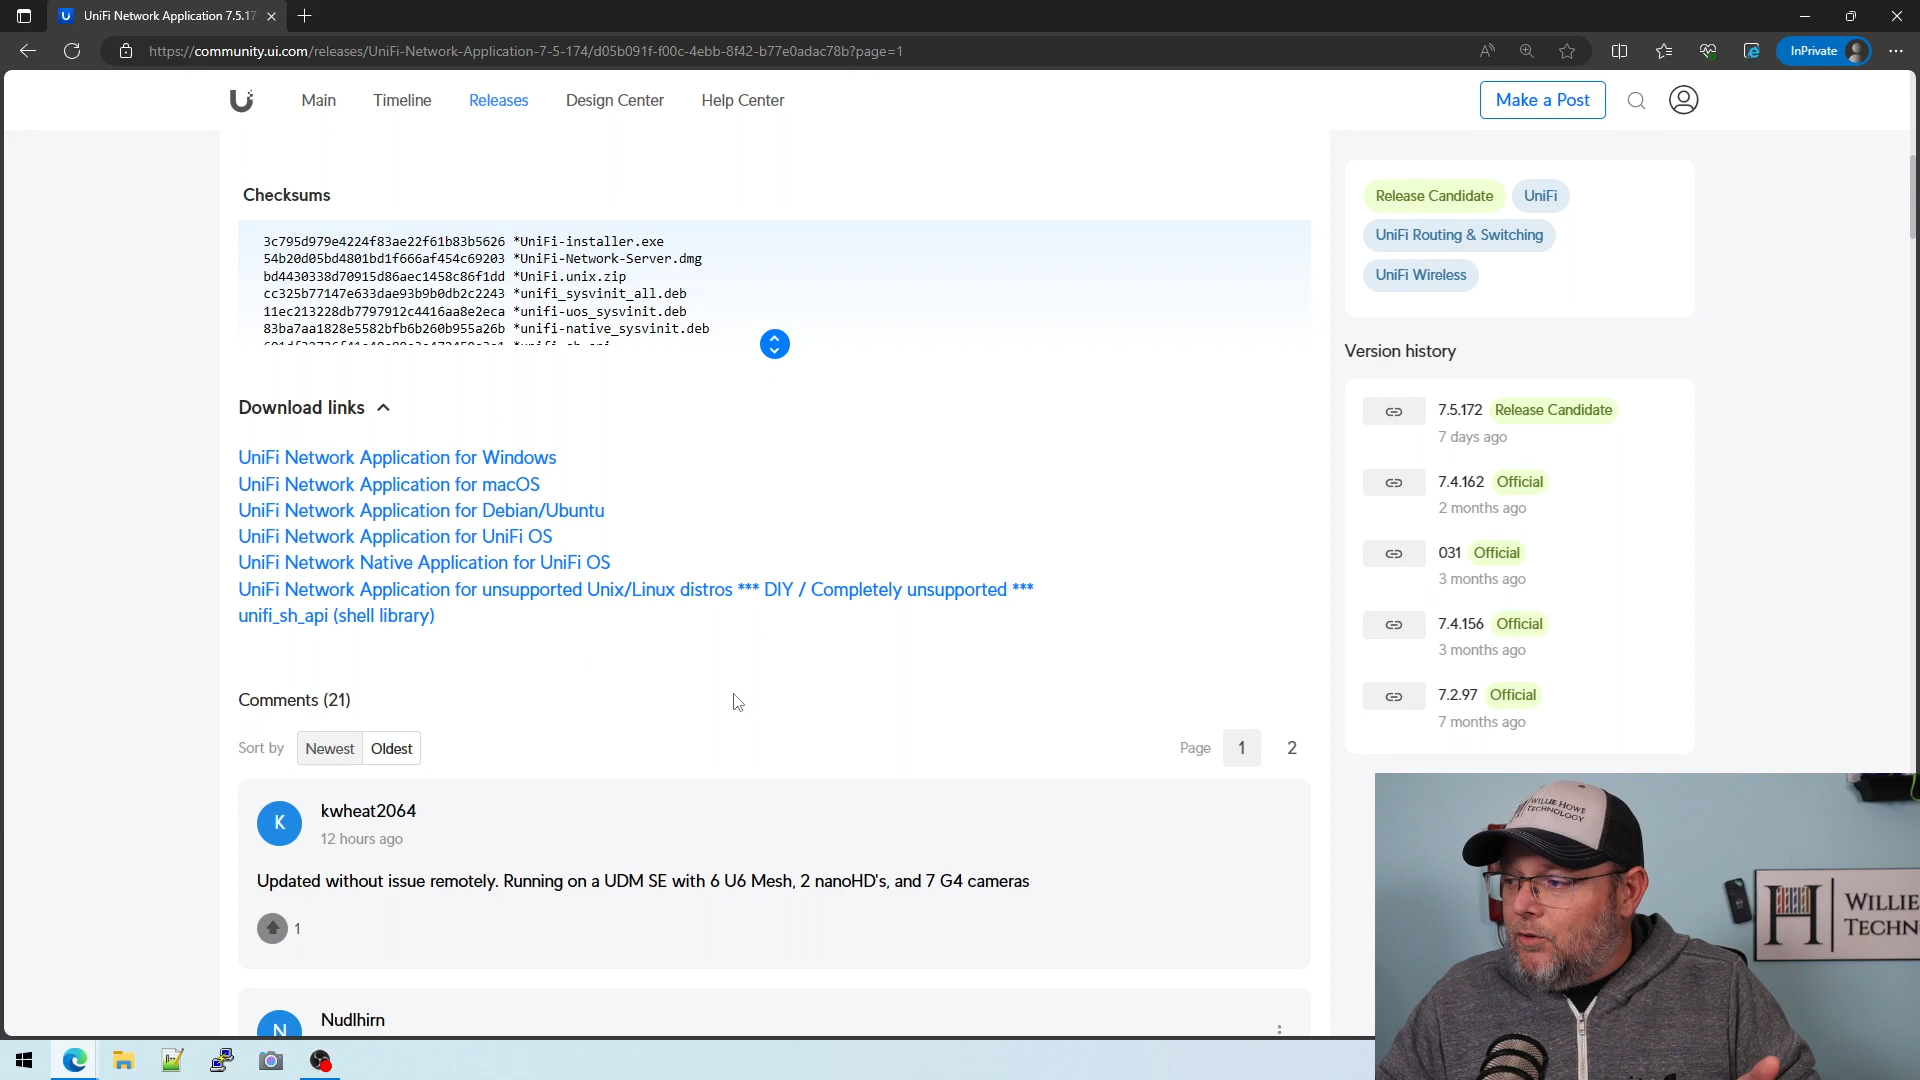 UniFi Network Application 7.5.17
https://community.ui.com/releases/UniFi-Network-Application-7-5-174/d05b091f-f00c-4ebb-8f42-b77e0adac78b?page=1
InPrivate
Main
Timeline
Releases
Design Center
Help Center
Make a Post
Checksums
3c795d979e4224f83ae22f61b83b5626 *UniFi-installer.exe
54b20d05bd4801bd1f666af454c69203 *UniFi-Network-Server.dmg
bd4430338d70915d86aec1458c86f1dd *UniFi.unix.zip
cc325b77147e633dae93b9b0db2c2243 *unifi_sysvinit_all.deb
11ec213228db7797912c4416aa8e2eca *unifi-uos_sysvinit.deb
83ba7aa1828e5582bfb6b260b955a26b *unifi-native_sysvinit.deb
Download links
UniFi Network Application for Windows
UniFi Network Application for macOS
UniFi Network Application for Debian/Ubuntu
UniFi Network Application for UniFi OS
UniFi Network Native Application for UniFi OS
UniFi Network Application for unsupported Unix/Linux distros *** DIY / Completely unsupported ***
unifi_sh_api (shell library)
Comments (21)
Sort by
Newest
Oldest
Page
1
2
K
kwheat2064
12 hours ago
Updated without issue remotely. Running on a UDM SE with 6 U6 Mesh, 2 nanoHD's, and 7 G4 cameras
1
N
Nudlhirn
Release Candidate
UniFi
UniFi Routing & Switching
UniFi Wireless
Version history
7.5.172 Release Candidate
7 days ago
7.4.162 Official
2 months ago
031 Official
3 months ago
7.4.156 Official
3 months ago
7.2.97 Official
7 months ago
WILLIE HOWE
TECHNOLOGY
H
WILLIE
TECHN